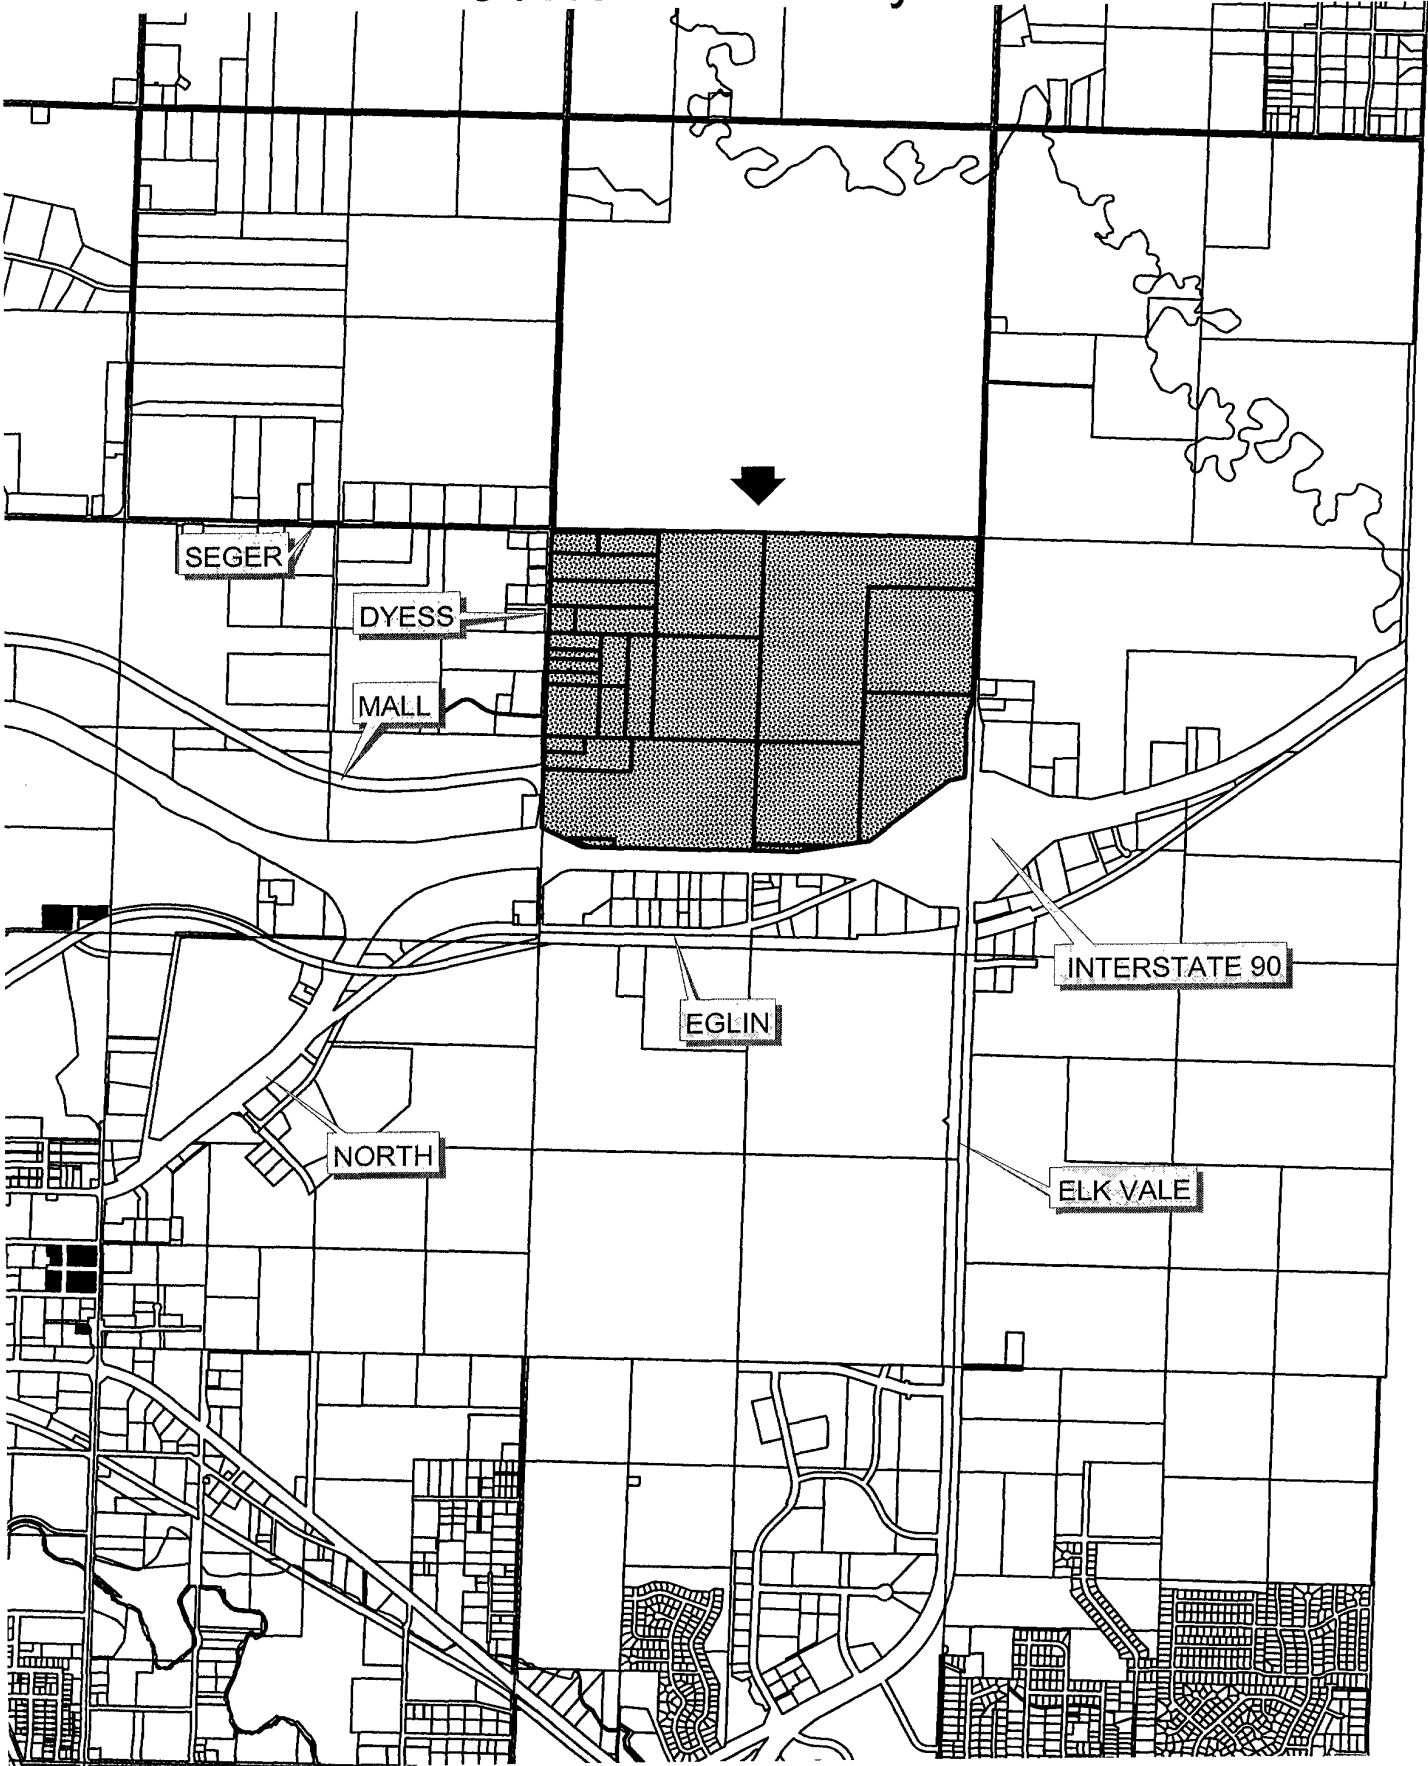 SEGER
DYESS
MALL
INTERSTATE 90
EGLIN
NORTH
ELK VALE